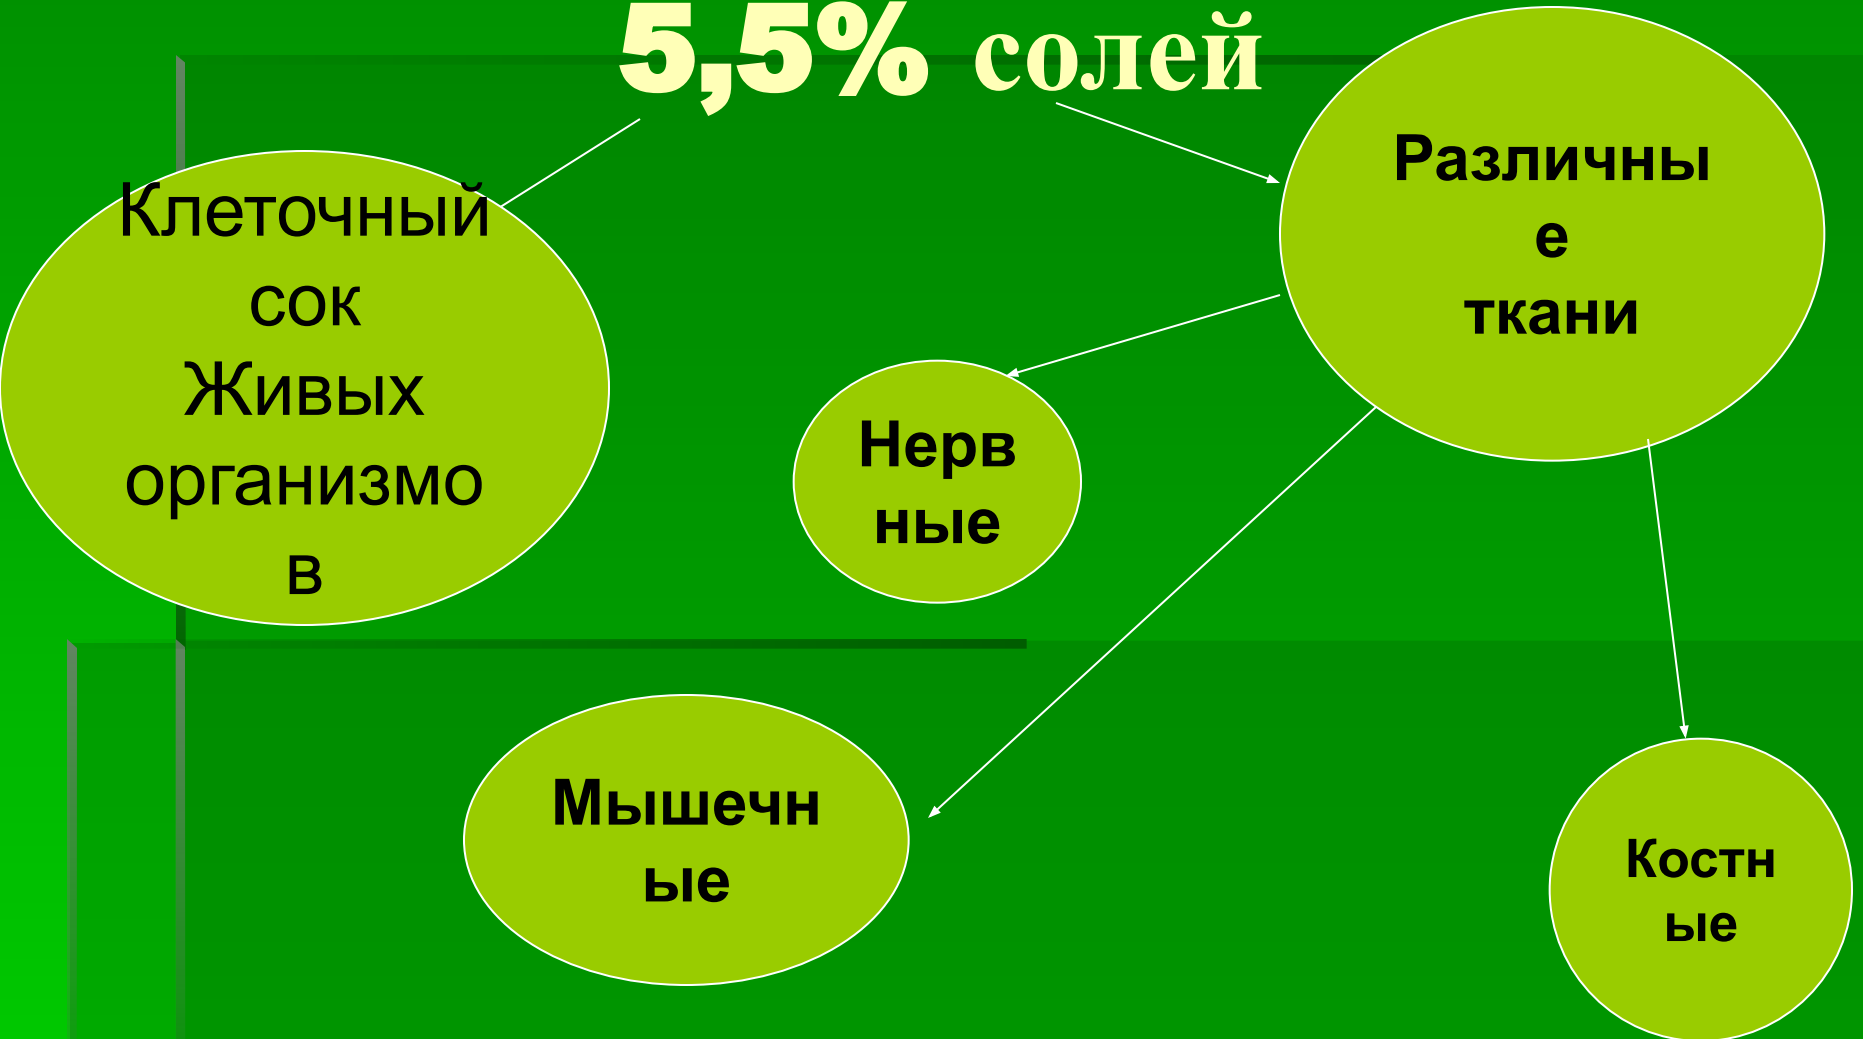 5,5% солей
Клеточный
сок
Живых
организмо
в
Различны
е
ткани
Нерв
ные
Мышечн
ые
Костн
ые